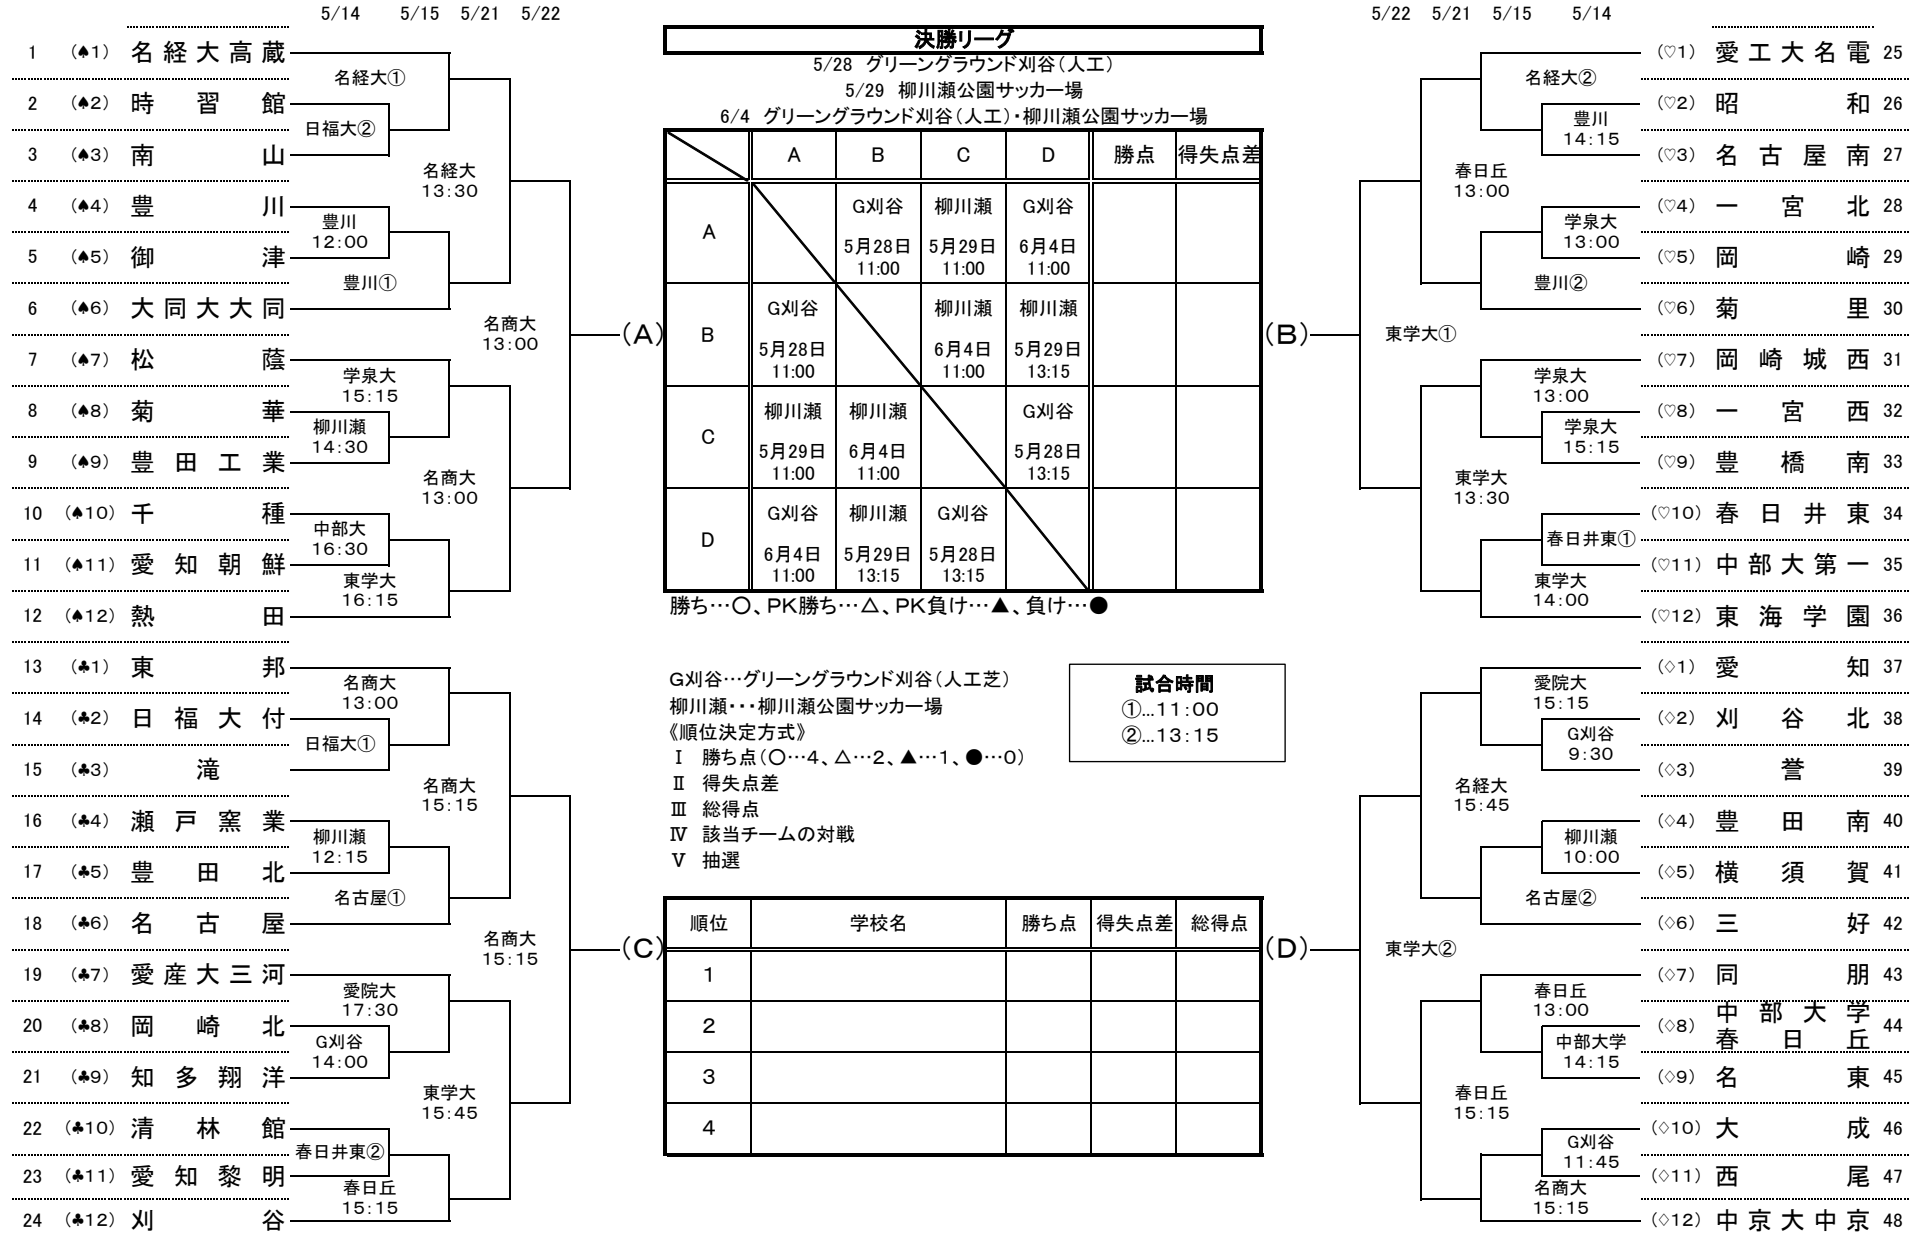 5/14 5/15 5/21 5/22
1 (♠1) 名経大高蔵
名経大①
2 (♠2) 時習館
日福大②
3 (♠3) 南山
名経大
13:30
4 (♠4) 豊川
豊川
12:00
5 (♠5) 御津
豊川①
6 (♠6) 大同大大同
名商大
13:00
(A)
7 (♠7) 松蔭
学泉大
15:15
8 (♠8) 菊華
柳川瀬
14:30
9 (♠9) 豊田工業
名商大
13:00
10 (♠10) 千種
中部大
16:30
11 (♠11) 愛知朝鮮
東学大
16:15
12 (♠12) 熱田
13 (♣1) 東邦
名商大
13:00
14 (♣2) 日福大付
日福大①
15 (♣3) 滝
名商大
15:15
16 (♣4) 瀬戸窯業
柳川瀬
12:15
17 (♣5) 豊田北
名古屋①
18 (♣6) 名古屋
名商大
15:15
(C)
19 (♣7) 愛産大三河
愛院大
17:30
20 (♣8) 岡崎北
G刈谷
14:00
21 (♣9) 知多翔洋
東学大
15:45
22 (♣10) 清林館
春日井東②
23 (♣11) 愛知黎明
春日丘
15:15
24 (♣12) 刈谷
決勝リーグ
5/28 グリーングラウンド刈谷(人工)
5/29 柳川瀬公園サッカー場
6/4 グリーングラウンド刈谷(人工)・柳川瀬公園サッカー場
A B C D 勝点 得失点差
A
G刈谷 柳川瀬 G刈谷
5月28日 5月29日 6月4日
11:00 11:00 11:00
B
G刈谷 柳川瀬 柳川瀬
5月28日 6月4日 5月29日
11:00 11:00 13:15
C
柳川瀬 柳川瀬 G刈谷
5月29日 6月4日 5月28日
11:00 11:00 13:15
D
G刈谷 柳川瀬 G刈谷
6月4日 5月29日 5月28日
11:00 13:15 13:15
勝ち…○、PK勝ち…△、PK負け…▲、負け…●
G刈谷…グリーングラウンド刈谷(人工芝)
柳川瀬・・・柳川瀬公園サッカー場
《順位決定方式》
Ⅰ 勝ち点(○…4、△…2、▲…1、●…0)
Ⅱ 得失点差
Ⅲ 総得点
Ⅳ 該当チームの対戦
Ⅴ 抽選
試合時間
①…11:00
②…13:15
順位 学校名 勝ち点 得失点差 総得点
1
2
3
4
5/22 5/21 5/15 5/14
(♡1) 愛工大名電 25
名経大②
(♡2) 昭和 26
豊川
14:15
(♡3) 名古屋南 27
春日丘
13:00
(♡4) 一宮北 28
学泉大
13:00
(♡5) 岡崎 29
豊川②
(♡6) 菊里 30
(B)
東学大①
(♡7) 岡崎城西 31
学泉大
13:00
(♡8) 一宮西 32
学泉大
15:15
(♡9) 豊橋南 33
東学大
13:30
(♡10) 春日井東 34
春日井東①
(♡11) 中部大第一 35
東学大
14:00
(♡12) 東海学園 36
(♢1) 愛知 37
愛院大
15:15
(♢2) 刈谷北 38
G刈谷
9:30
(♢3) 誉 39
名経大
15:45
(♢4) 豊田南 40
柳川瀬
10:00
(♢5) 横須賀 41
名古屋②
(♢6) 三好 42
(D)
東学大②
(♢7) 同朋 43
春日丘
13:00
(♢8) 中部大学春日丘 44
中部大学
14:15
(♢9) 名東 45
春日丘
15:15
(♢10) 大成 46
G刈谷
11:45
(♢11) 西尾 47
名商大
15:15
(♢12) 中京大中京 48